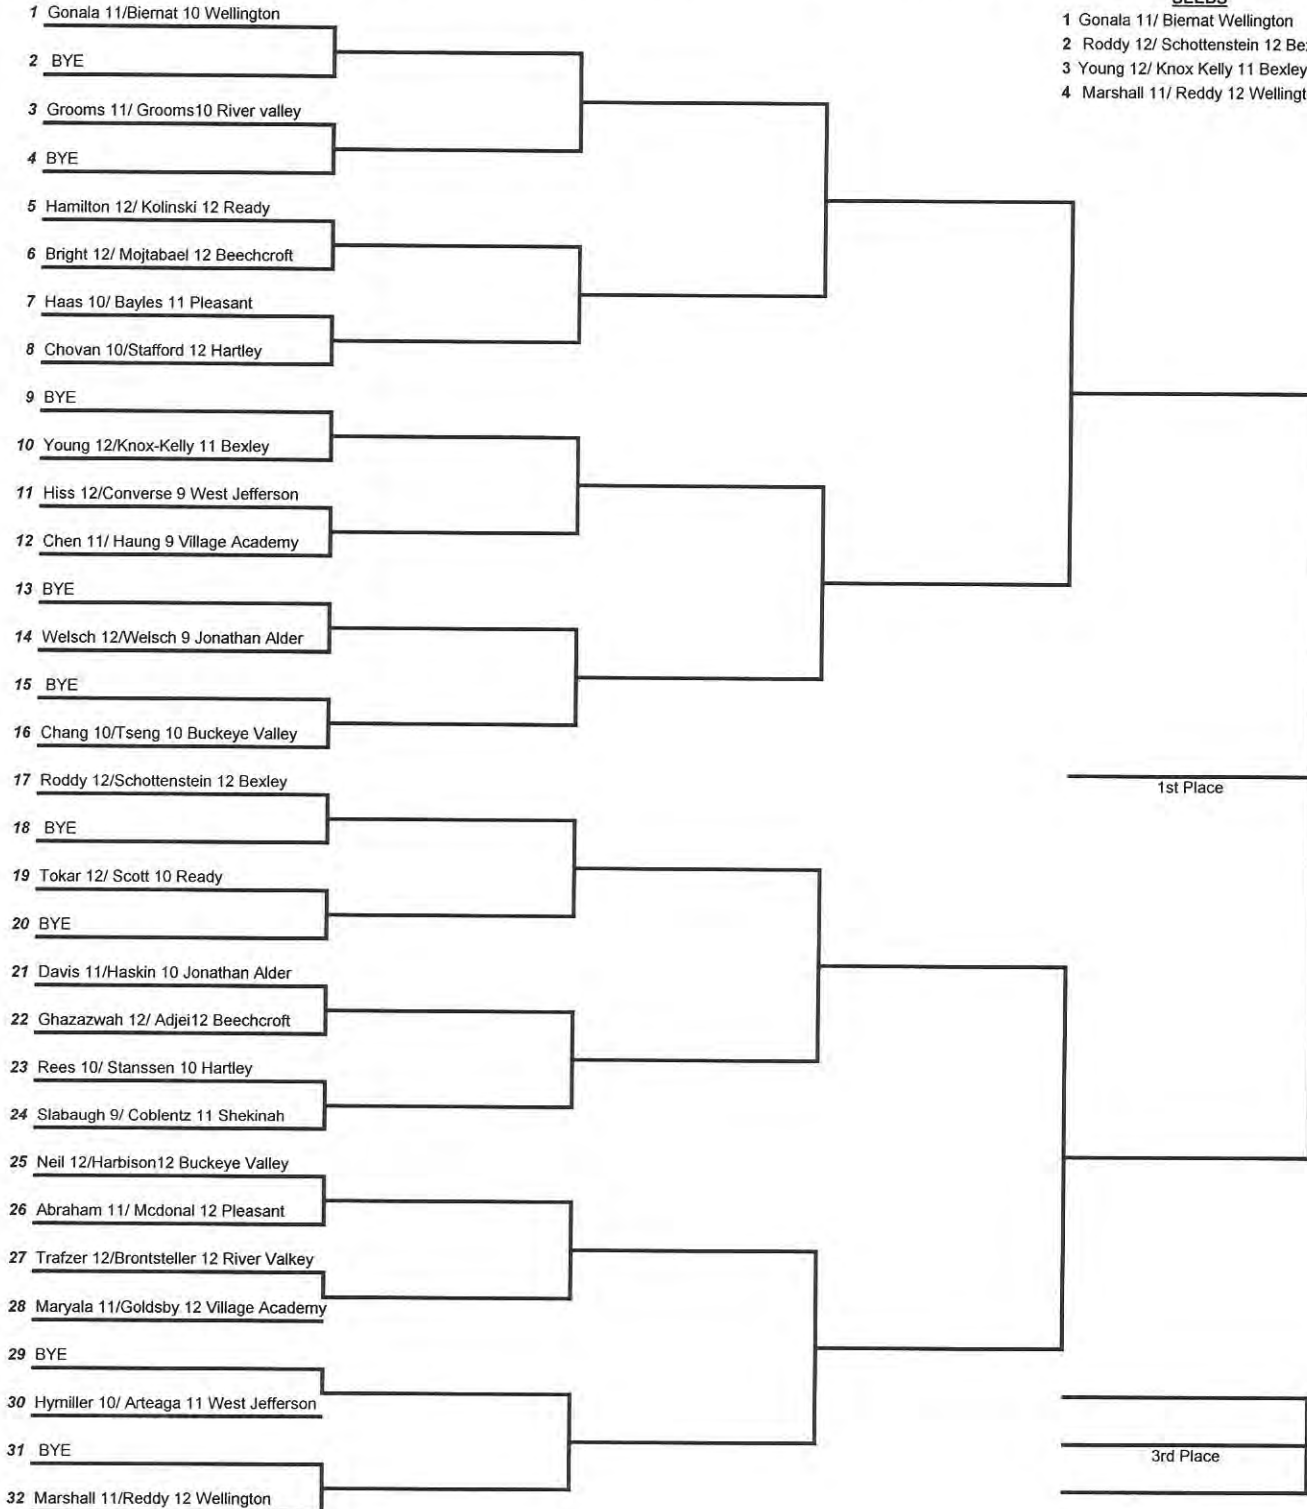 SEEDS
1 Gonala 11/ Biernat Wellington
2 Roddy 12/ Schottenstein 12 Be
3 Young 12/ Knox Kelly 11 Bexley
4 Marshall 11/ Reddy 12 Wellingt
1 Gonala 11/Biernat 10 Wellington
2 BYE
3 Grooms 11/ Grooms10 River valley
4 BYE
5 Hamilton 12/ Kolinski 12 Ready
6 Bright 12/ Mojtabael 12 Beechcroft
7 Haas 10/ Bayles 11 Pleasant
8 Chovan 10/Stafford 12 Hartley
9 BYE
10 Young 12/Knox-Kelly 11 Bexley
11 Hiss 12/Converse 9 West Jefferson
12 Chen 11/ Haung 9 Village Academy
13 BYE
14 Welsch 12/Welsch 9 Jonathan Alder
15 BYE
16 Chang 10/Tseng 10 Buckeye Valley
17 Roddy 12/Schottenstein 12 Bexley
1st Place
18 BYE
19 Tokar 12/ Scott 10 Ready
20 BYE
21 Davis 11/Haskin 10 Jonathan Alder
22 Ghazazwah 12/ Adjei12 Beechcroft
23 Rees 10/ Stanssen 10 Hartley
24 Slabaugh 9/ Coblentz 11 Shekinah
25 Neil 12/Harbison12 Buckeye Valley
26 Abraham 11/ Mcdonal 12 Pleasant
27 Trafzer 12/Brontsteller 12 River Valkey
28 Maryala 11/Goldsby 12 Village Academy
29 BYE
30 Hymiller 10/ Arteaga 11 West Jefferson
31 BYE
3rd Place
32 Marshall 11/Reddy 12 Wellington